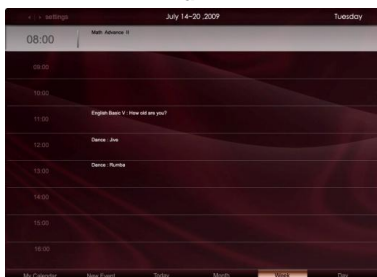 settings
July 14~20 ,2009
Tuesday
08:00
Math Advance II
09:00
10:00
11:00
English Basic V : How old are you?
12:00
Dance : Jive
13:00
Dance : Rumba
14:00
15:00
16:00
My Calendar
New Event
Today
Month
Week
Day